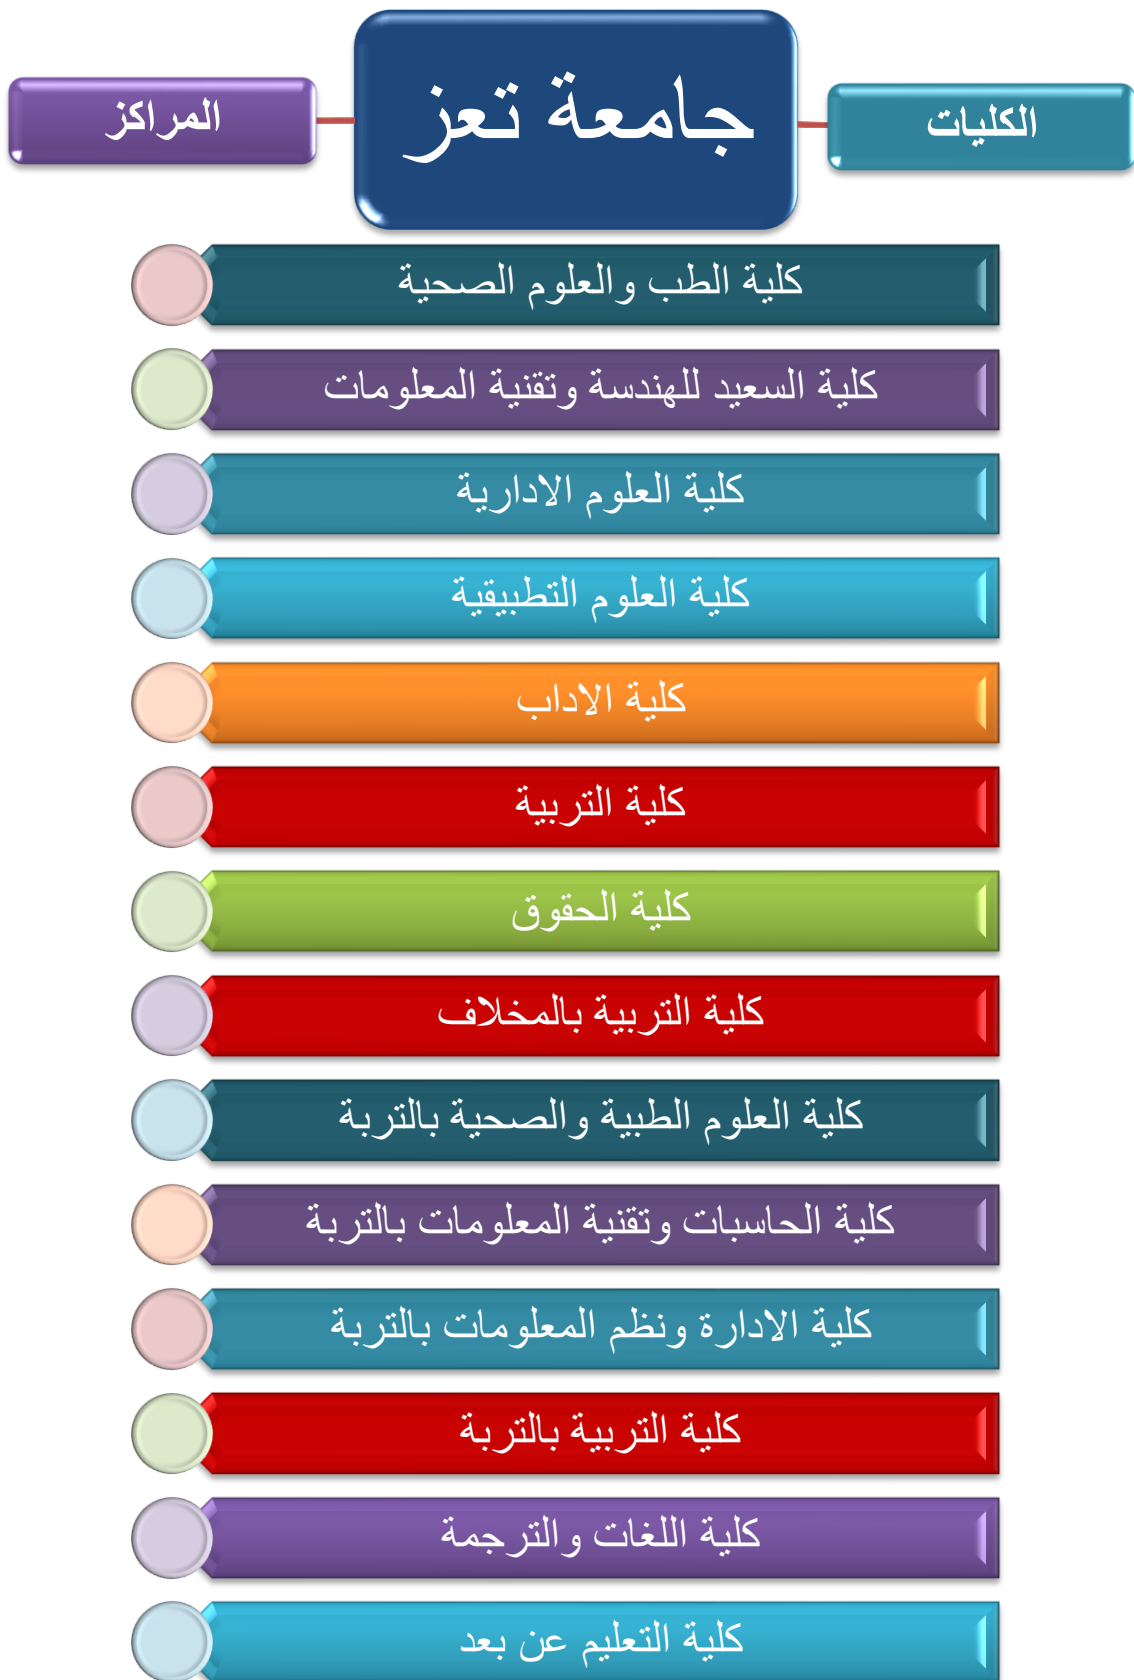 الكليات
جامعة تعز
المراكز
كلية الطب والعلوم الصحية
كلية السعيد للهندسة وتقنية المعلومات
كلية العلوم الادارية
كلية العلوم التطبيقية
كلية الاداب
كلية التربية
كلية الحقوق
كلية التربية بالمخلاف
كلية العلوم الطبية والصحية بالتربة
كلية الحاسبات وتقنية المعلومات بالتربة
كلية الادارة ونظم المعلومات بالتربة
كلية التربية بالتربة
كلية اللغات والترجمة
كلية التعليم عن بعد